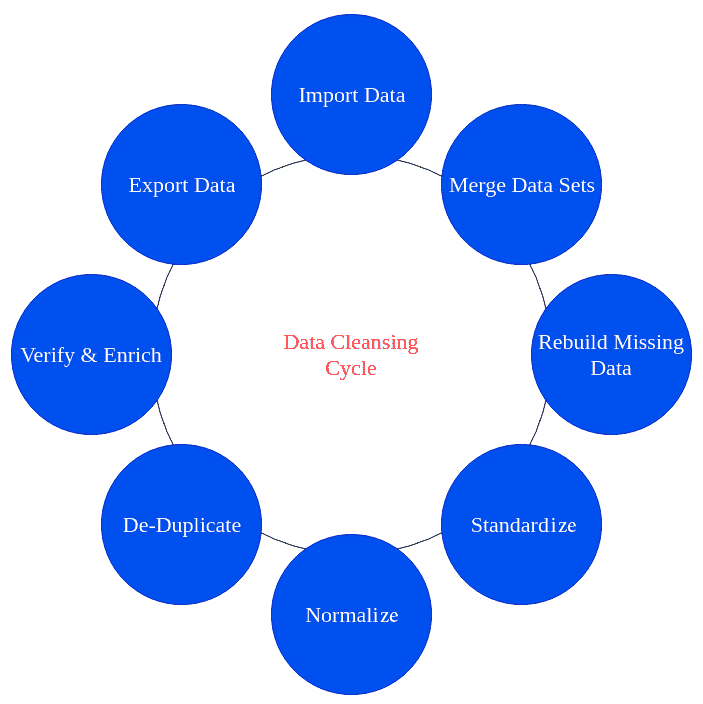 Import Data
Export Data
Merge Data Sets
Data Cleansing
Cycle
Verify & Enrich
Rebuild Missing
Data
De-Duplicate
Standardize
Normalize